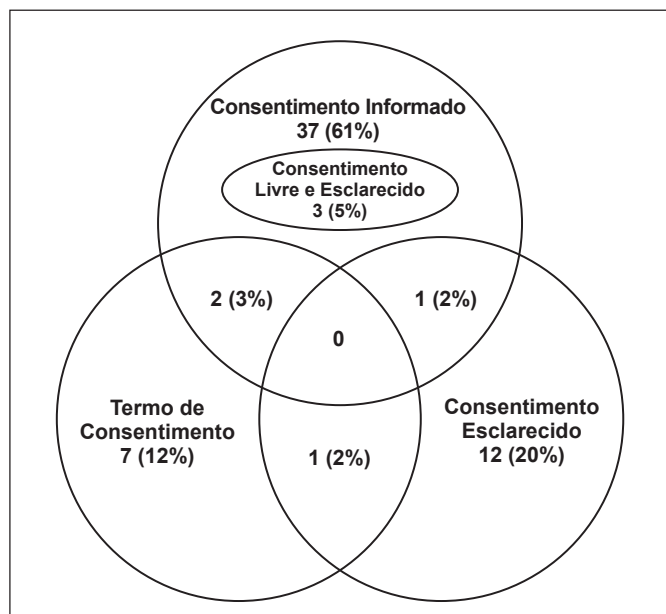 Consentimento Informado
37 (61%)
Consentimento
Livre e Esclarecido
3 (5%)
2 (3%)
1 (2%)
0
Termo de
Consentimento
7 (12%)
Consentimento
Esclarecido
12 (20%)
1 (2%)